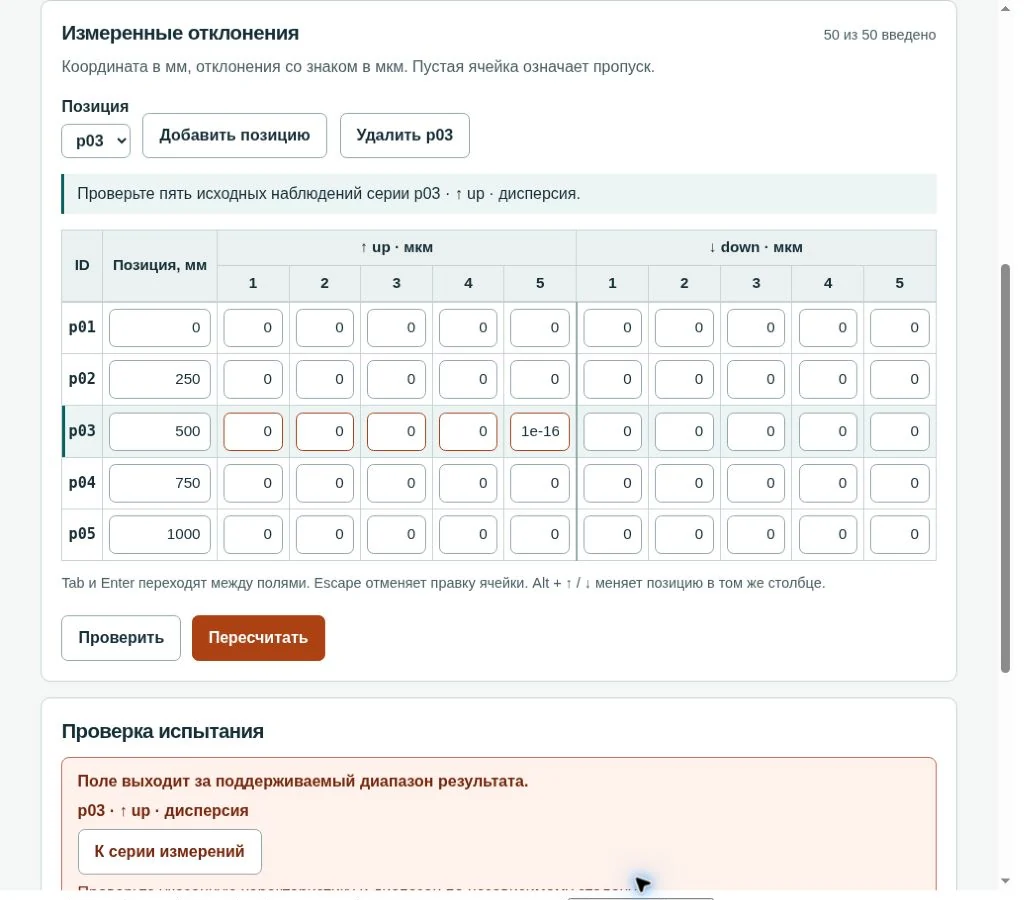 Измеренные отклонения
50 из 50 введено
Координата в мм, отклонения со знаком в мкм. Пустая ячейка означает пропуск.
Позиция
p03 Добавить позицию Удалить p03
Проверьте пять исходных наблюдений серии p03 · ↑ up · дисперсия.
ID Позиция, мм ↑ up · мкм ↓ down · мкм
1 2 3 4 5 1 2 3 4 5
p01 0 0 0 0 0 0 0 0 0 0 0
p02 250 0 0 0 0 0 0 0 0 0 0
p03 500 0 0 0 0 1e-16 0 0 0 0 0
p04 750 0 0 0 0 0 0 0 0 0 0
p05 1000 0 0 0 0 0 0 0 0 0 0
Tab и Enter переходят между полями. Escape отменяет правку ячейки. Alt + ↑ / ↓ меняет позицию в том же столбце.
Проверить Пересчитать
Проверка испытания
Поле выходит за поддерживаемый диапазон результата.
p03 · ↑ up · дисперсия
К серии измерений